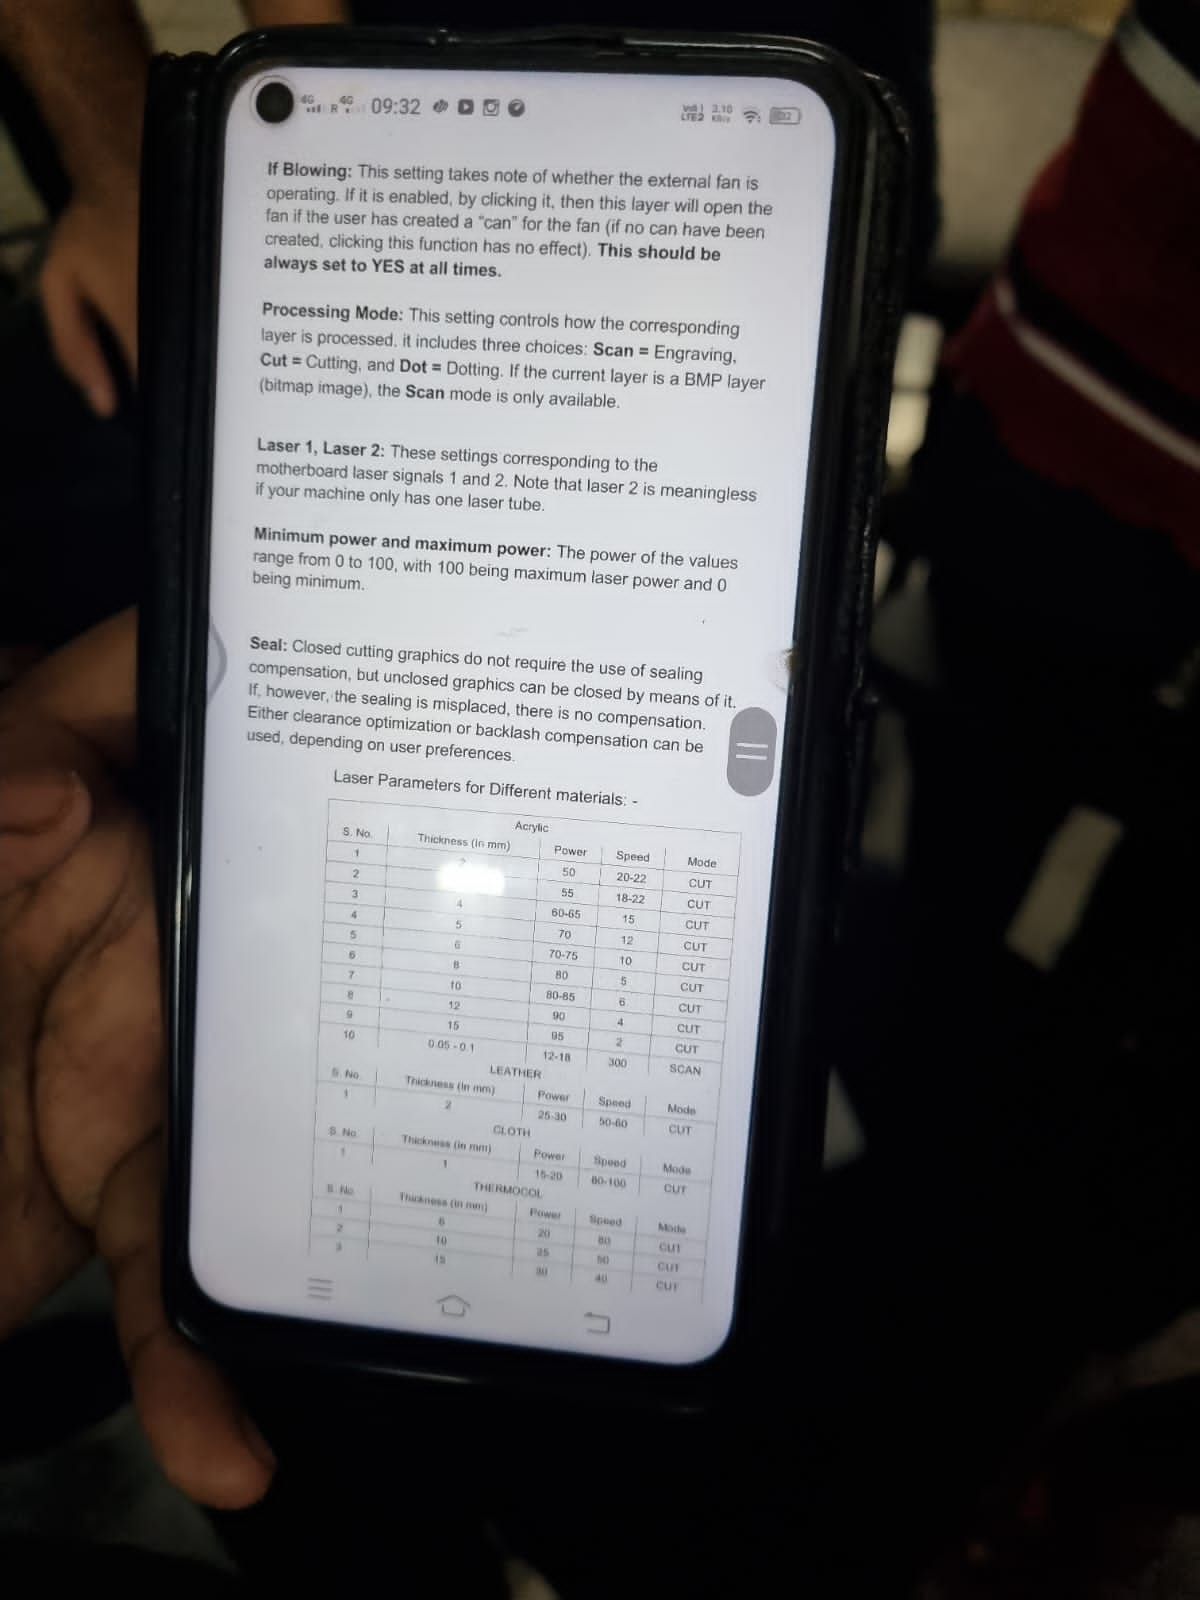 4G R 4G 09:32
If Blowing: This setting takes note of whether the external fan is
operating. If it is enabled, by clicking it, then this layer will open the
fan if the user has created a "can" for the fan (if no can have been
created, clicking this function has no effect). This should be
always set to YES at all times.
Processing Mode: This setting controls how the corresponding
layer is processed, it includes three choices: Scan = Engraving,
Cut = Cutting, and Dot = Dotting. If the current layer is a BMP layer
(bitmap image), the Scan mode is only available.
Laser 1, Laser 2: These settings corresponding to the
motherboard laser signals 1 and 2. Note that laser 2 is meaningless
if your machine only has one laser tube.
Minimum power and maximum power: The power of the values
range from 0 to 100, with 100 being maximum laser power and 0
being minimum.
Seal: Closed cutting graphics do not require the use of sealing
compensation, but unclosed graphics can be closed by means of it.
If, however, the sealing is misplaced, there is no compensation.
Either clearance optimization or backlash compensation can be
used, depending on user preferences.
Laser Parameters for Different materials: -
Acrylic
S. No. Thickness (In mm) Power Speed Mode
1 50 20-22 CUT
2 55 18-22 CUT
3 4 60-65 15 CUT
4 5 70 12 CUT
5 6 70-75 10 CUT
6 8 80 5 CUT
7 10 80-85 6 CUT
8 12 90 4 CUT
9 15 95 2 CUT
10 0.05 - 0.1 12-18 300 SCAN
LEATHER
S. No. Thickness (In mm) Power Speed Mode
1 2 25-30 50-60 CUT
CLOTH
S. No. Thickness (in mm) Power Speed Mode
1 1 15-20 80-100 CUT
THERMOCOL
S. No. Thickness (in mm) Power Speed Mode
1 20 80 CUT
2 10 25 50 CUT
3 15 30 40 CUT